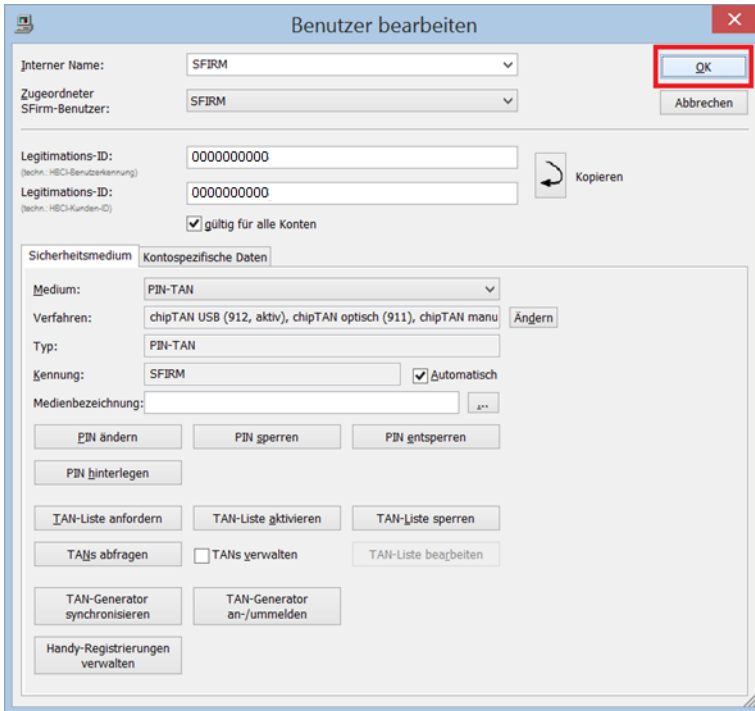 Benutzer bearbeiten
Interner Name: SFIRM
OK
Zugeordneter
SFirm-Benutzer: SFIRM
Abbrechen
Legitimations-ID: 0000000000
(techn.: HBCI-Benutzerkennung)
Kopieren
Legitimations-ID: 0000000000
(techn.: HBCI-Kunden-ID)
gültig für alle Konten
Sicherheitsmedium Kontospezifische Daten
Medium: PIN-TAN
Verfahren: chipTAN USB (912, aktiv), chipTAN optisch (911), chipTAN manu Ändern
Typ: PIN-TAN
Kennung: SFIRM Automatisch
Medienbezeichnung: ...
PIN ändern PIN sperren PIN entsperren
PIN hinterlegen
TAN-Liste anfordern TAN-Liste aktivieren TAN-Liste sperren
TANs abfragen TANs verwalten TAN-Liste bearbeiten
TAN-Generator
synchronisieren
TAN-Generator
an-/ummelden
Handy-Registrierungen
verwalten